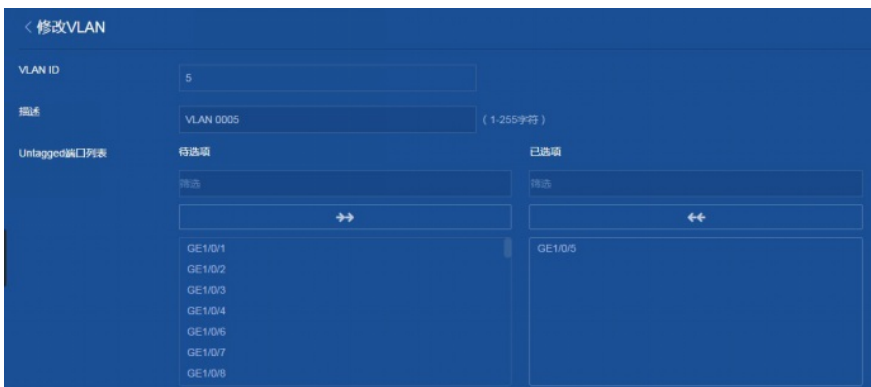 < 修改VLAN
VLAN ID
5
描述
VLAN 0005
(1-255字符)
Untagged端口列表
待选项
已选项
筛选
筛选
GE1/0/1
GE1/0/2
GE1/0/3
GE1/0/4
GE1/0/6
GE1/0/7
GE1/0/8
GE1/0/5